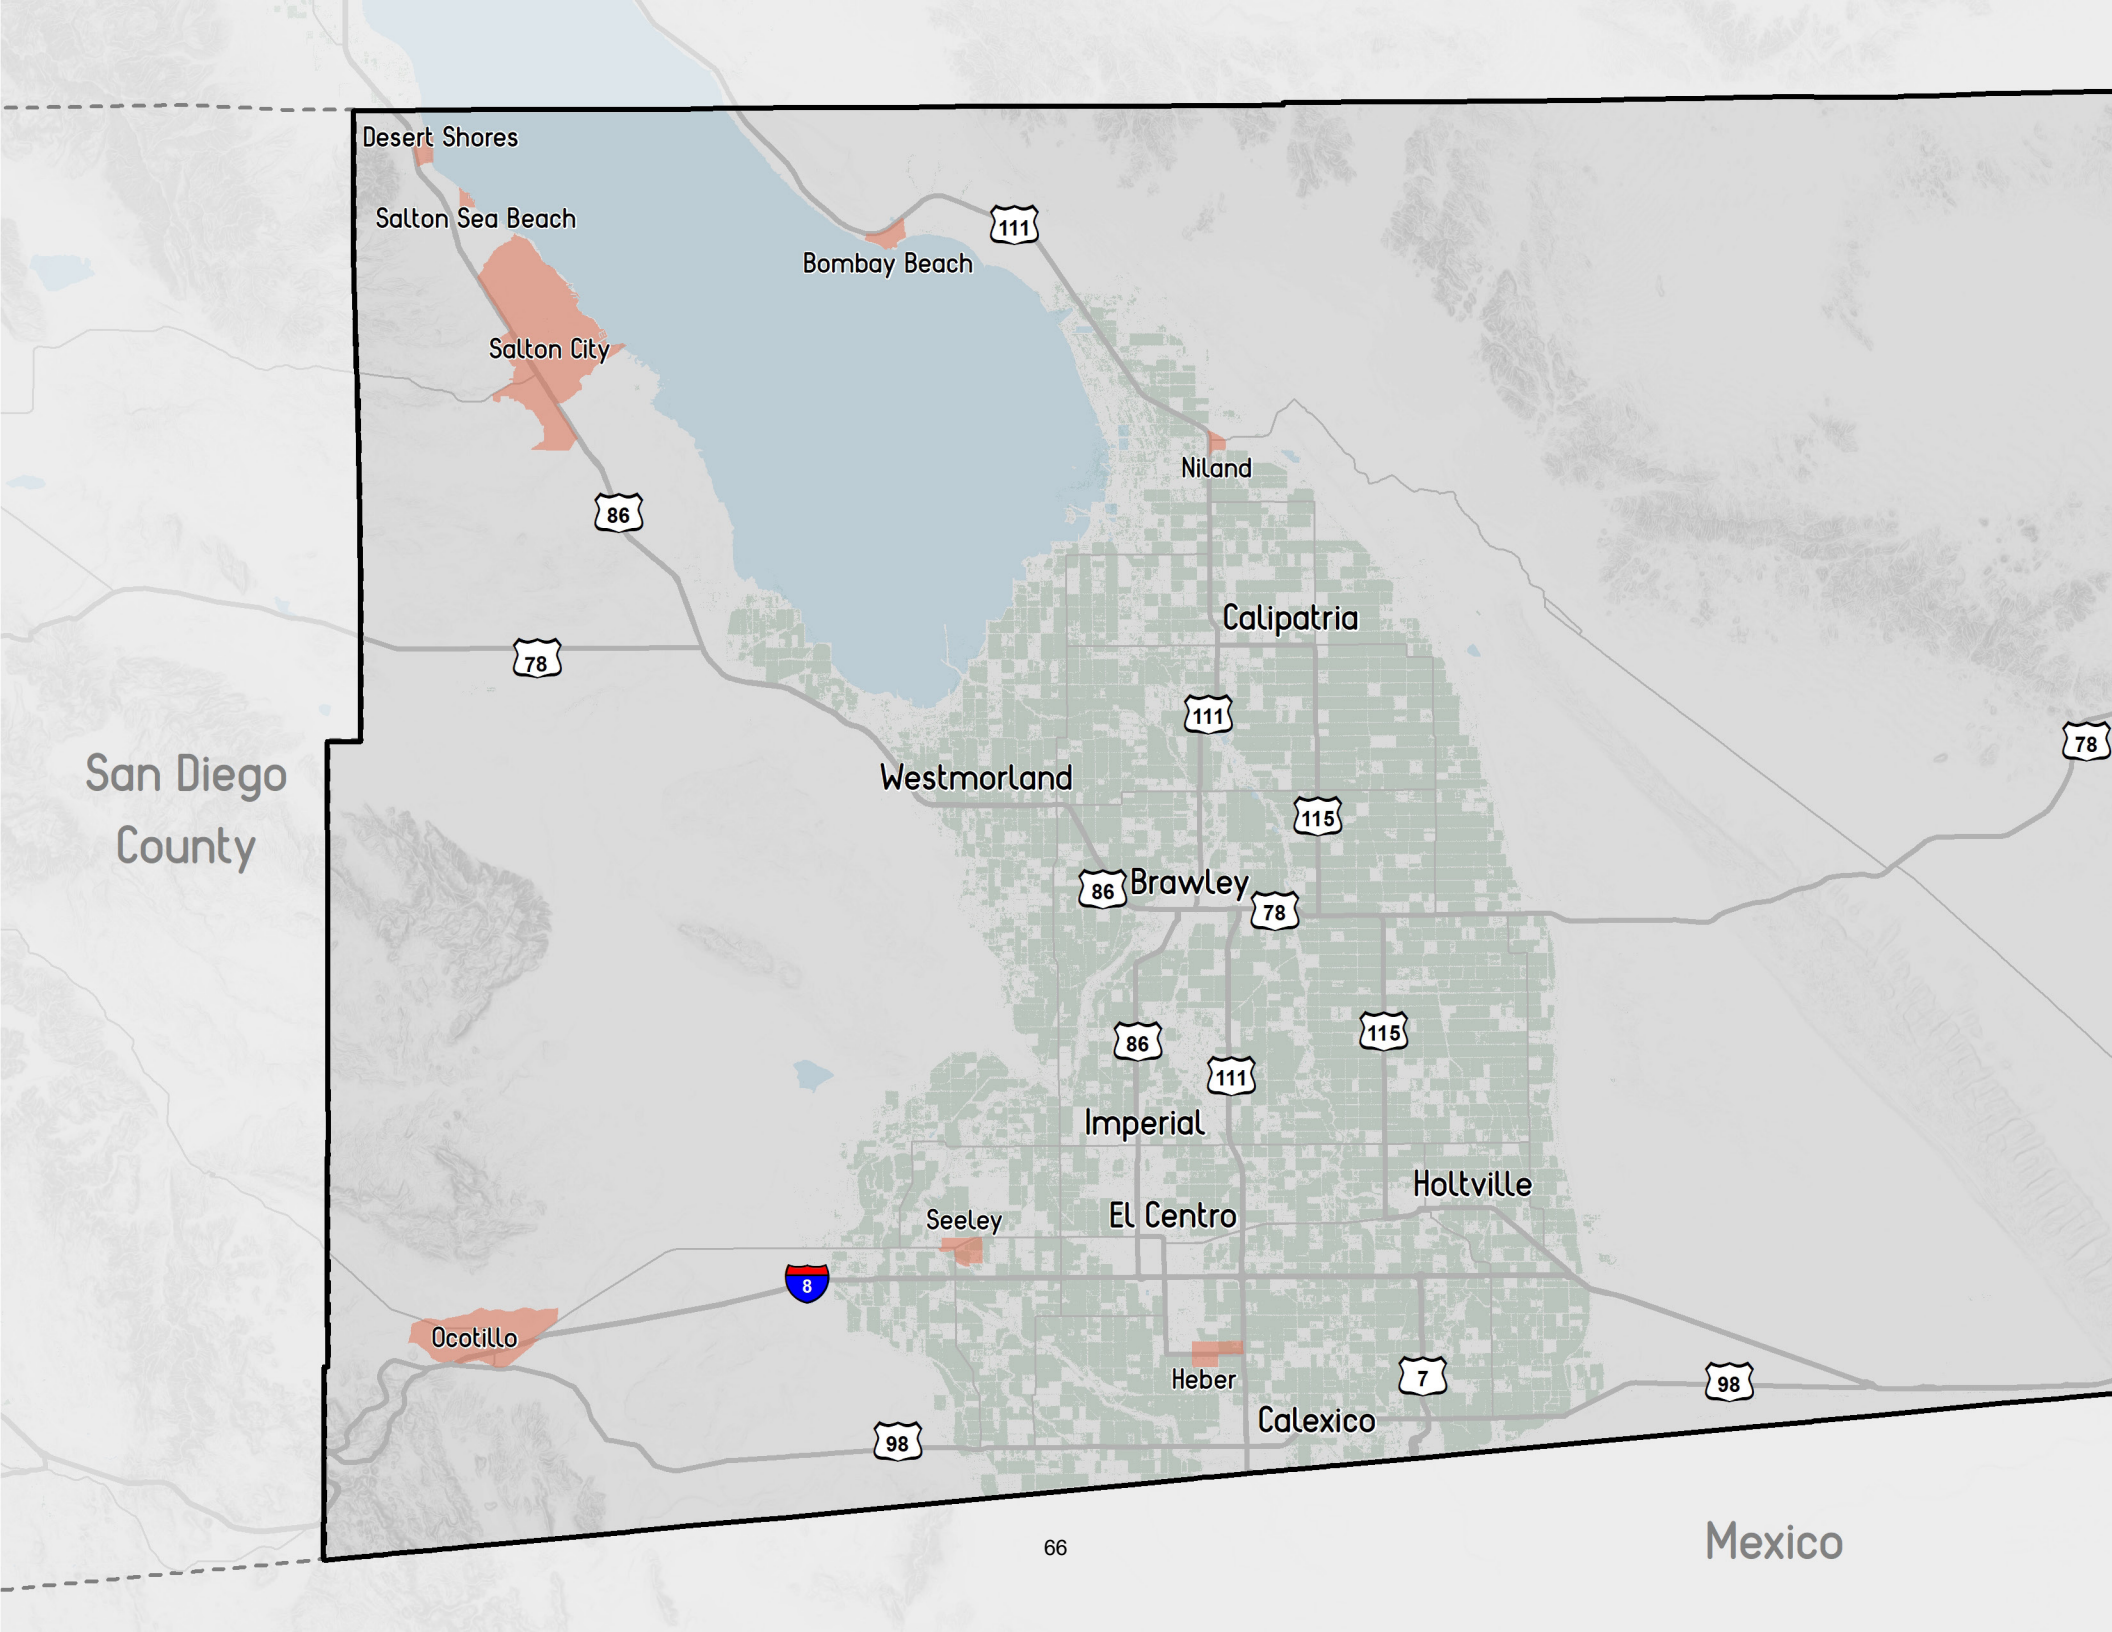 Desert Shores
Salton Sea Beach
111
Bombay Beach
Salton City
Niland
86
Calipatria
78
111
78
San Diego
County
Westmorland
115
86
Brawley
78
115
86
111
Imperial
Holtville
El Centro
Seeley
8
Ocotillo
Heber
7
98
Calexico
98
66
Mexico